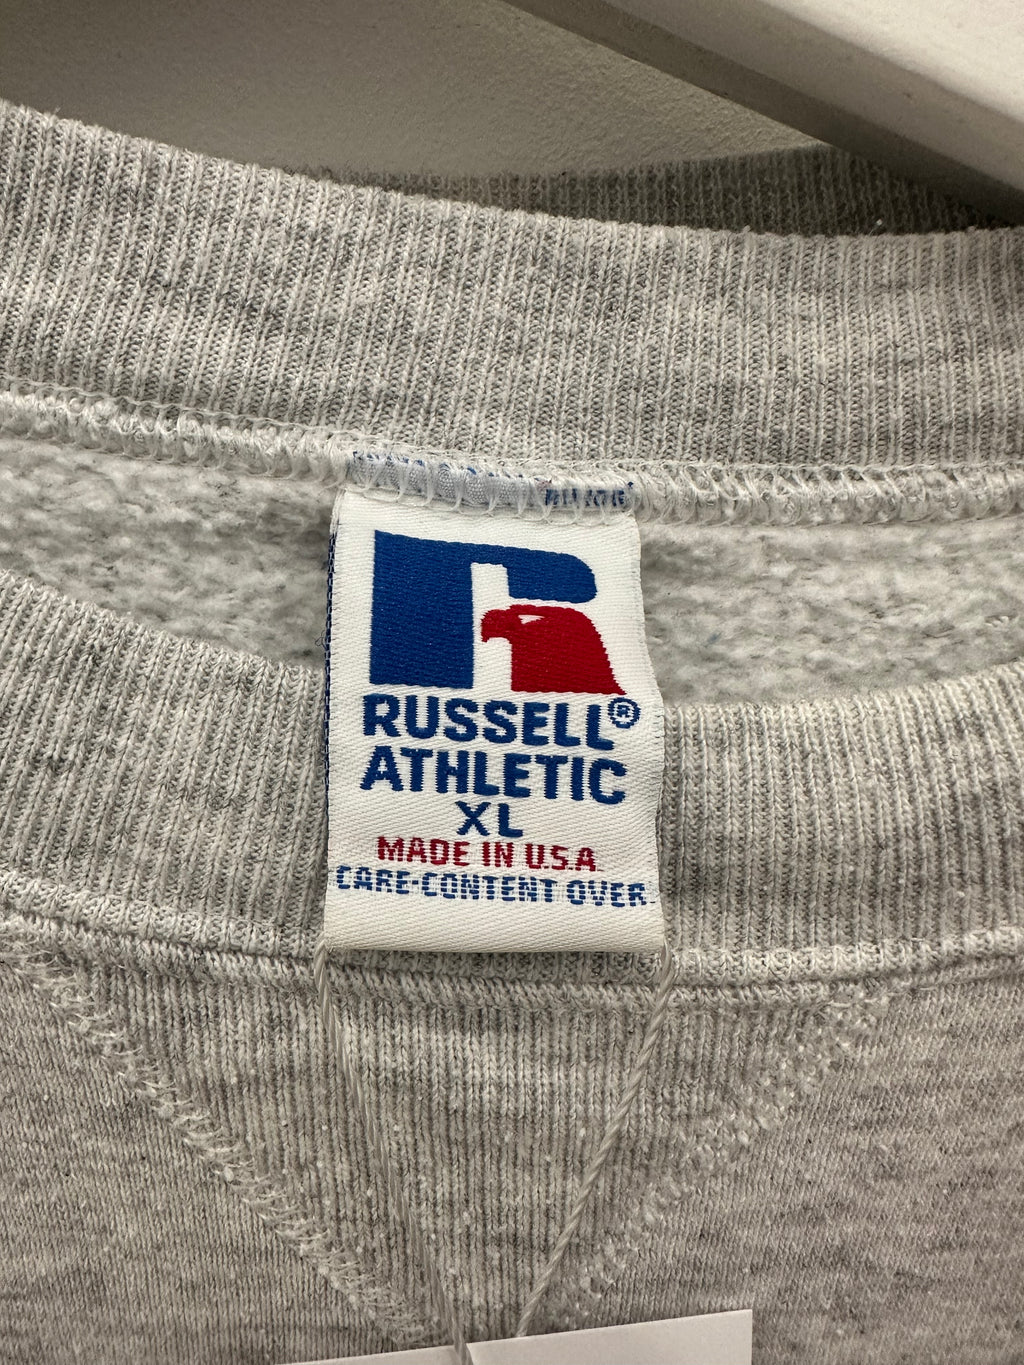 RUSSELL®
ATHLETIC
XL
MADE IN U.S.A.
CARE-CONTENT OVER